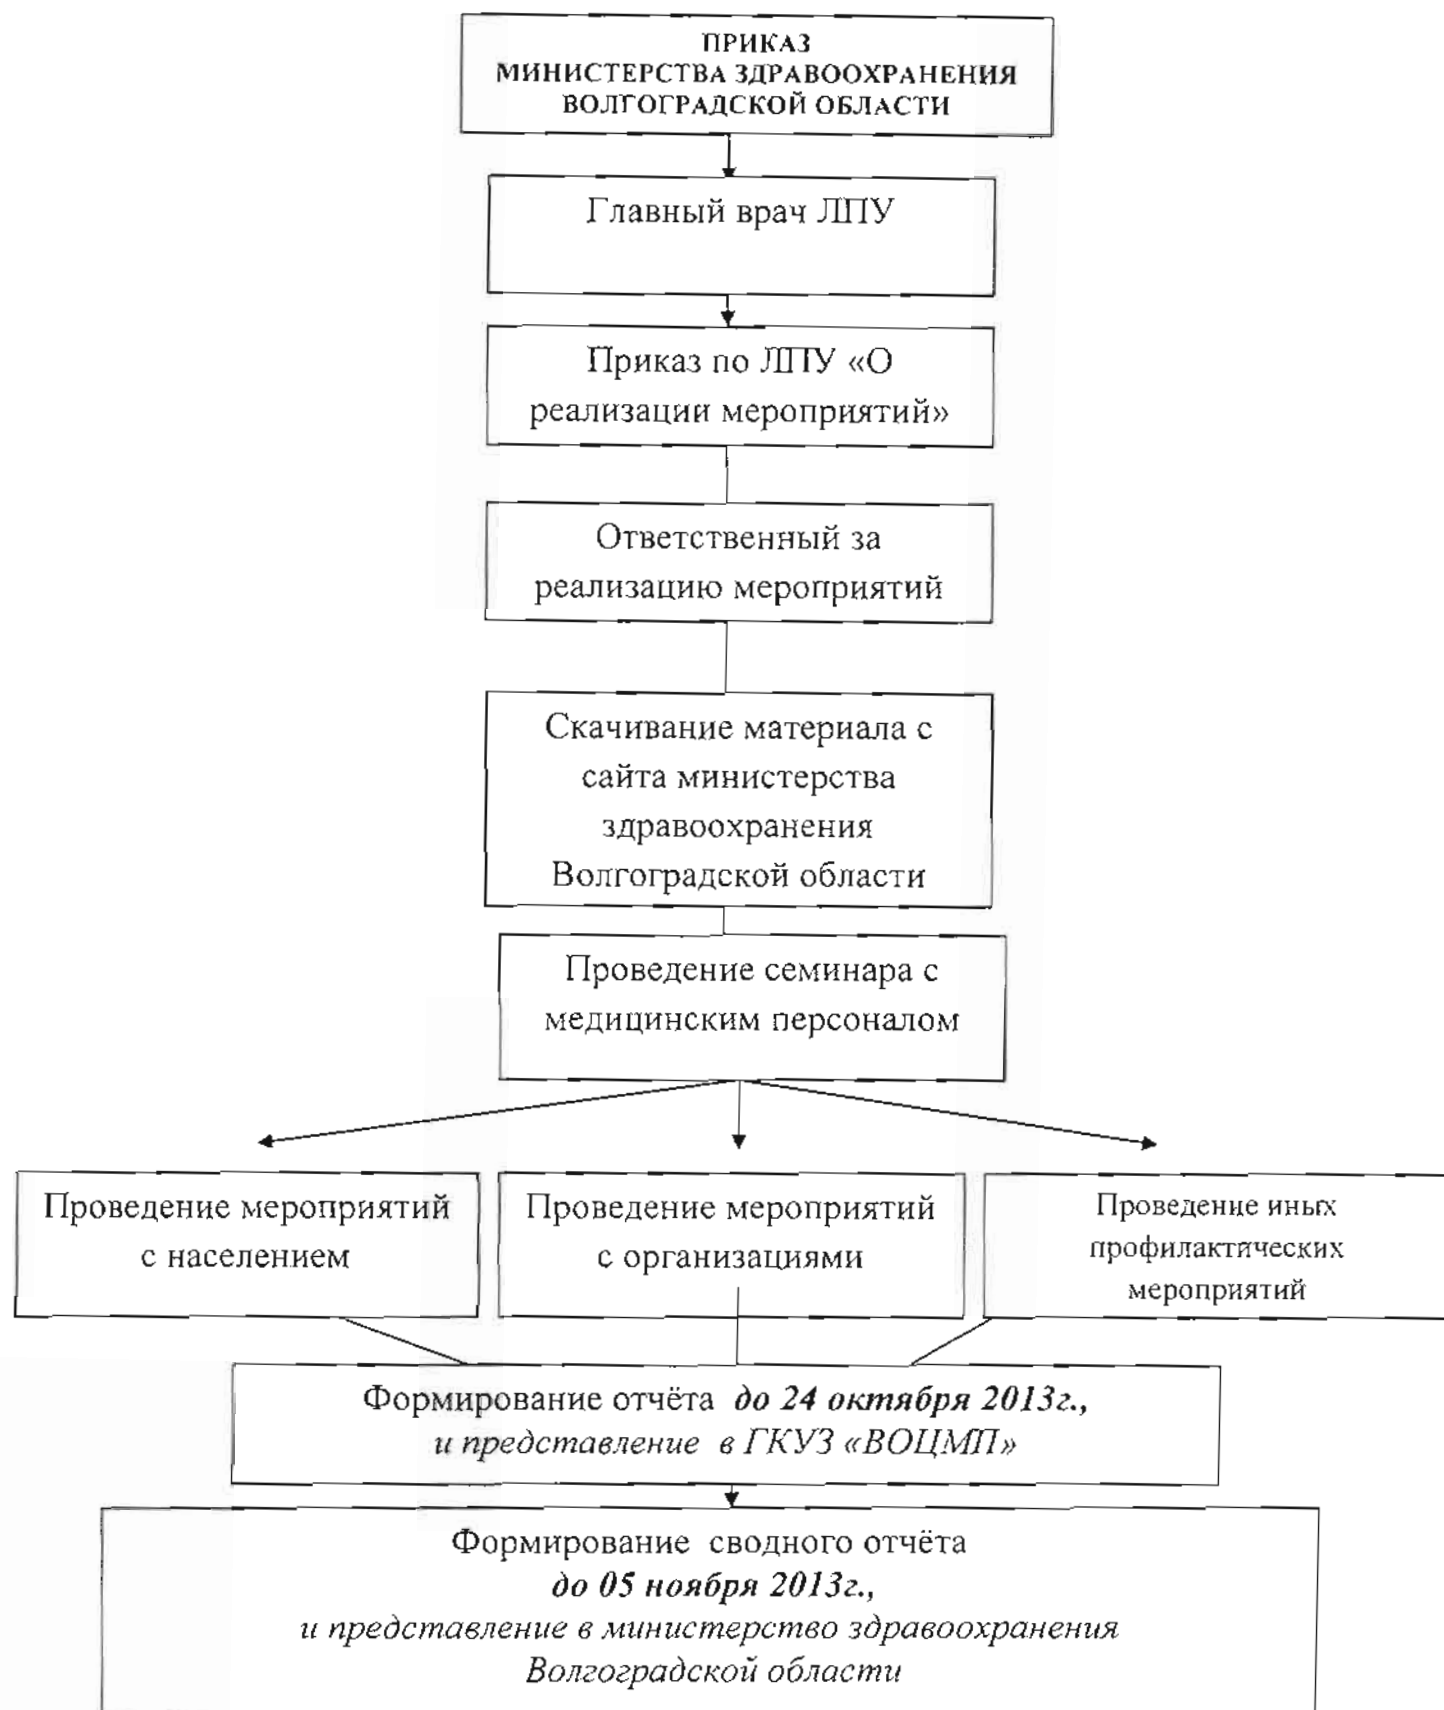 ПРИКАЗ
МИНИСТЕРСТВА ЗДРАВООХРАНЕНИЯ
ВОЛГОГРАДСКОЙ ОБЛАСТИ
Главный врач ЛПУ
Приказ по ЛПУ «О
реализации мероприятий»
Ответственный за
реализацию мероприятий
Скачивание материала с
сайта министерства
здравоохранения
Волгоградской области
Проведение семинара с
медицинским персоналом
Проведение мероприятий
с населением
Проведение мероприятий
с организациями
Проведение иных
профилактических
мероприятий
Формирование отчёта до 24 октября 2013г.,
и представление в ГКУЗ «ВОЦМП»
Формирование сводного отчёта
до 05 ноября 2013г.,
и представление в министерство здравоохранения
Волгоградской области